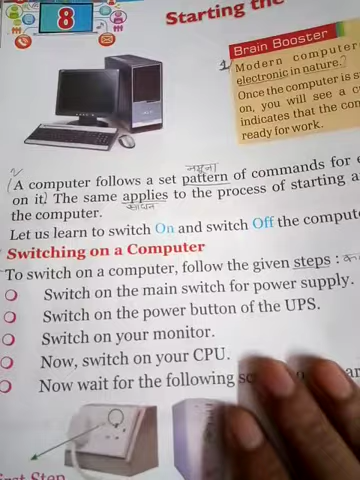 8
Starting the
Brain Booster
Modern computer
electronic in nature.
Once the computer is s
on, you will see a c
indicates that the com
ready for work.
नमूना
A computer follows a set pattern of commands for e
on it. The same applies to the process of starting a
the computer.
Let us learn to switch On and switch Off the compute
Switching on a Computer
To switch on a computer, follow the given steps :
Switch on the main switch for power supply.
Switch on the power button of the UPS.
Switch on your monitor.
Now, switch on your CPU.
Now wait for the following
First Step